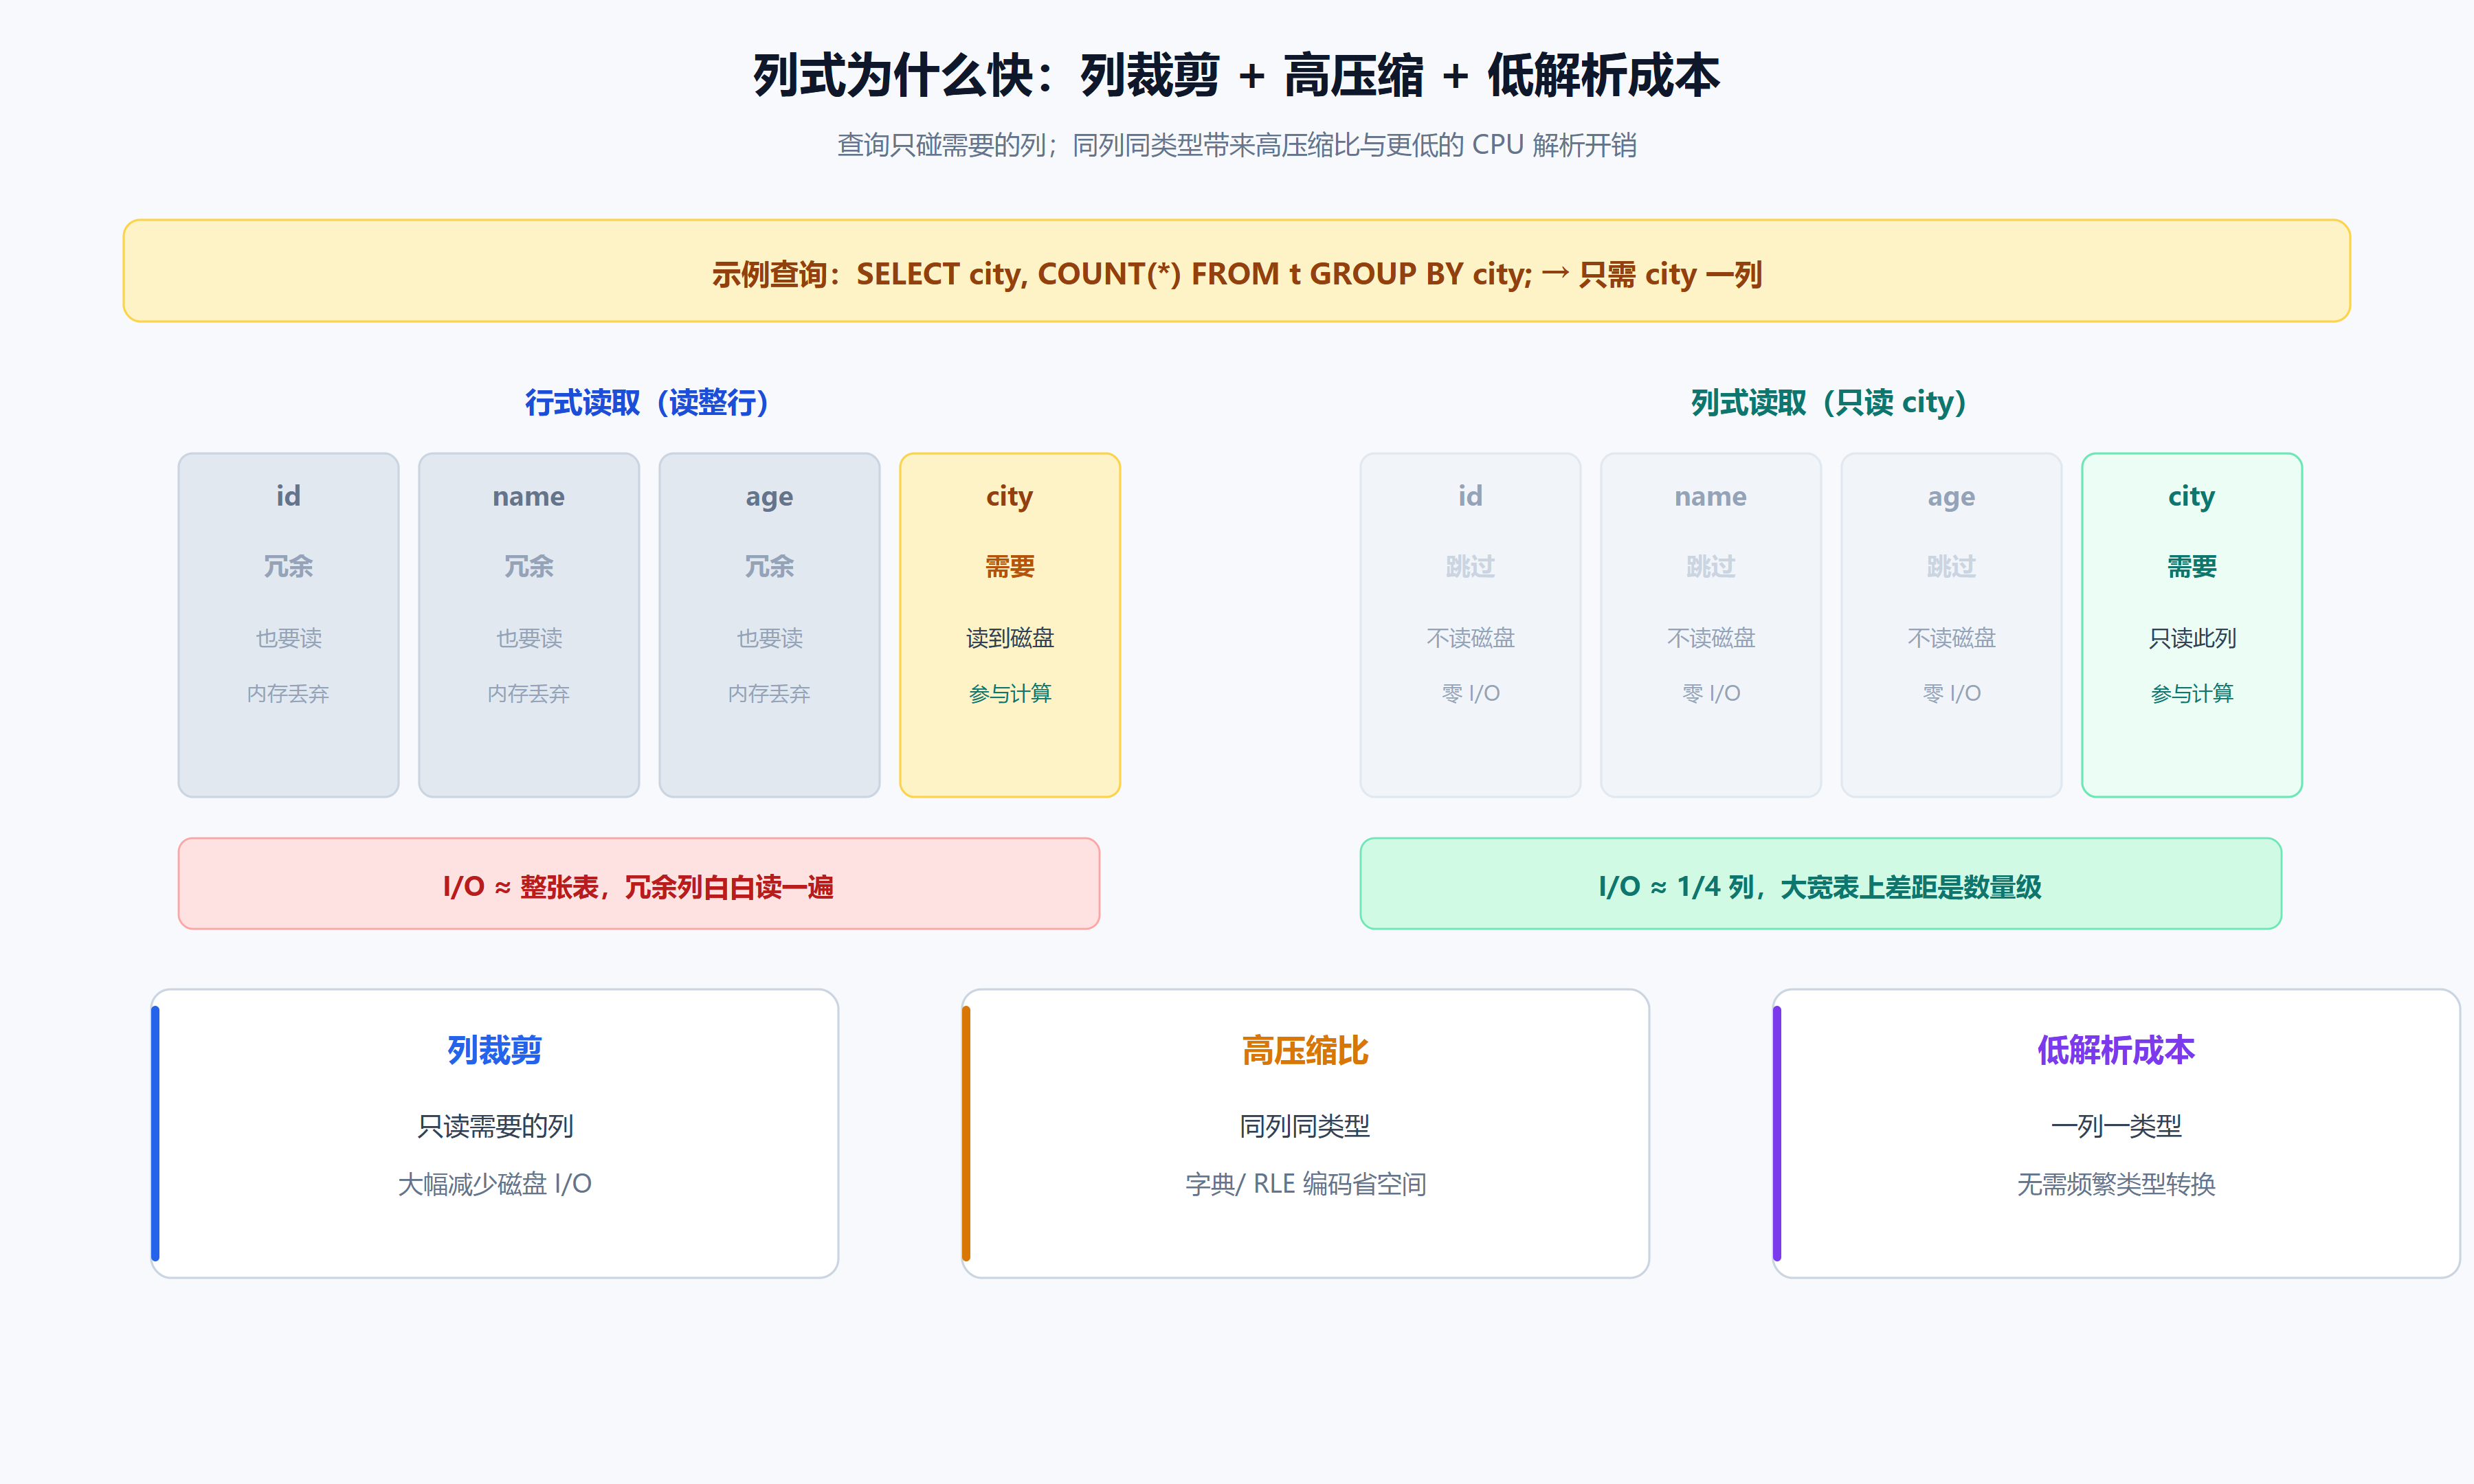 列式为什么快：列裁剪 + 高压缩 + 低解析成本
查询只碰需要的列；同列同类型带来高压缩比与更低的 CPU 解析开销
示例查询：SELECT city, COUNT(*) FROM t GROUP BY city; → 只需 city 一列
行式读取（读整行）
id
冗余
也要读
内存丢弃
name
冗余
也要读
内存丢弃
age
冗余
也要读
内存丢弃
city
需要
读到磁盘
参与计算
I/O ≈ 整张表，冗余列白白读一遍
列式读取（只读 city）
id
跳过
不读磁盘
零 I/O
name
跳过
不读磁盘
零 I/O
age
跳过
不读磁盘
零 I/O
city
需要
只读此列
参与计算
I/O ≈ 1/4 列，大宽表上差距是数量级
列裁剪
只读需要的列
大幅减少磁盘 I/O
高压缩比
同列同类型
字典/ RLE 编码省空间
低解析成本
一列一类型
无需频繁类型转换